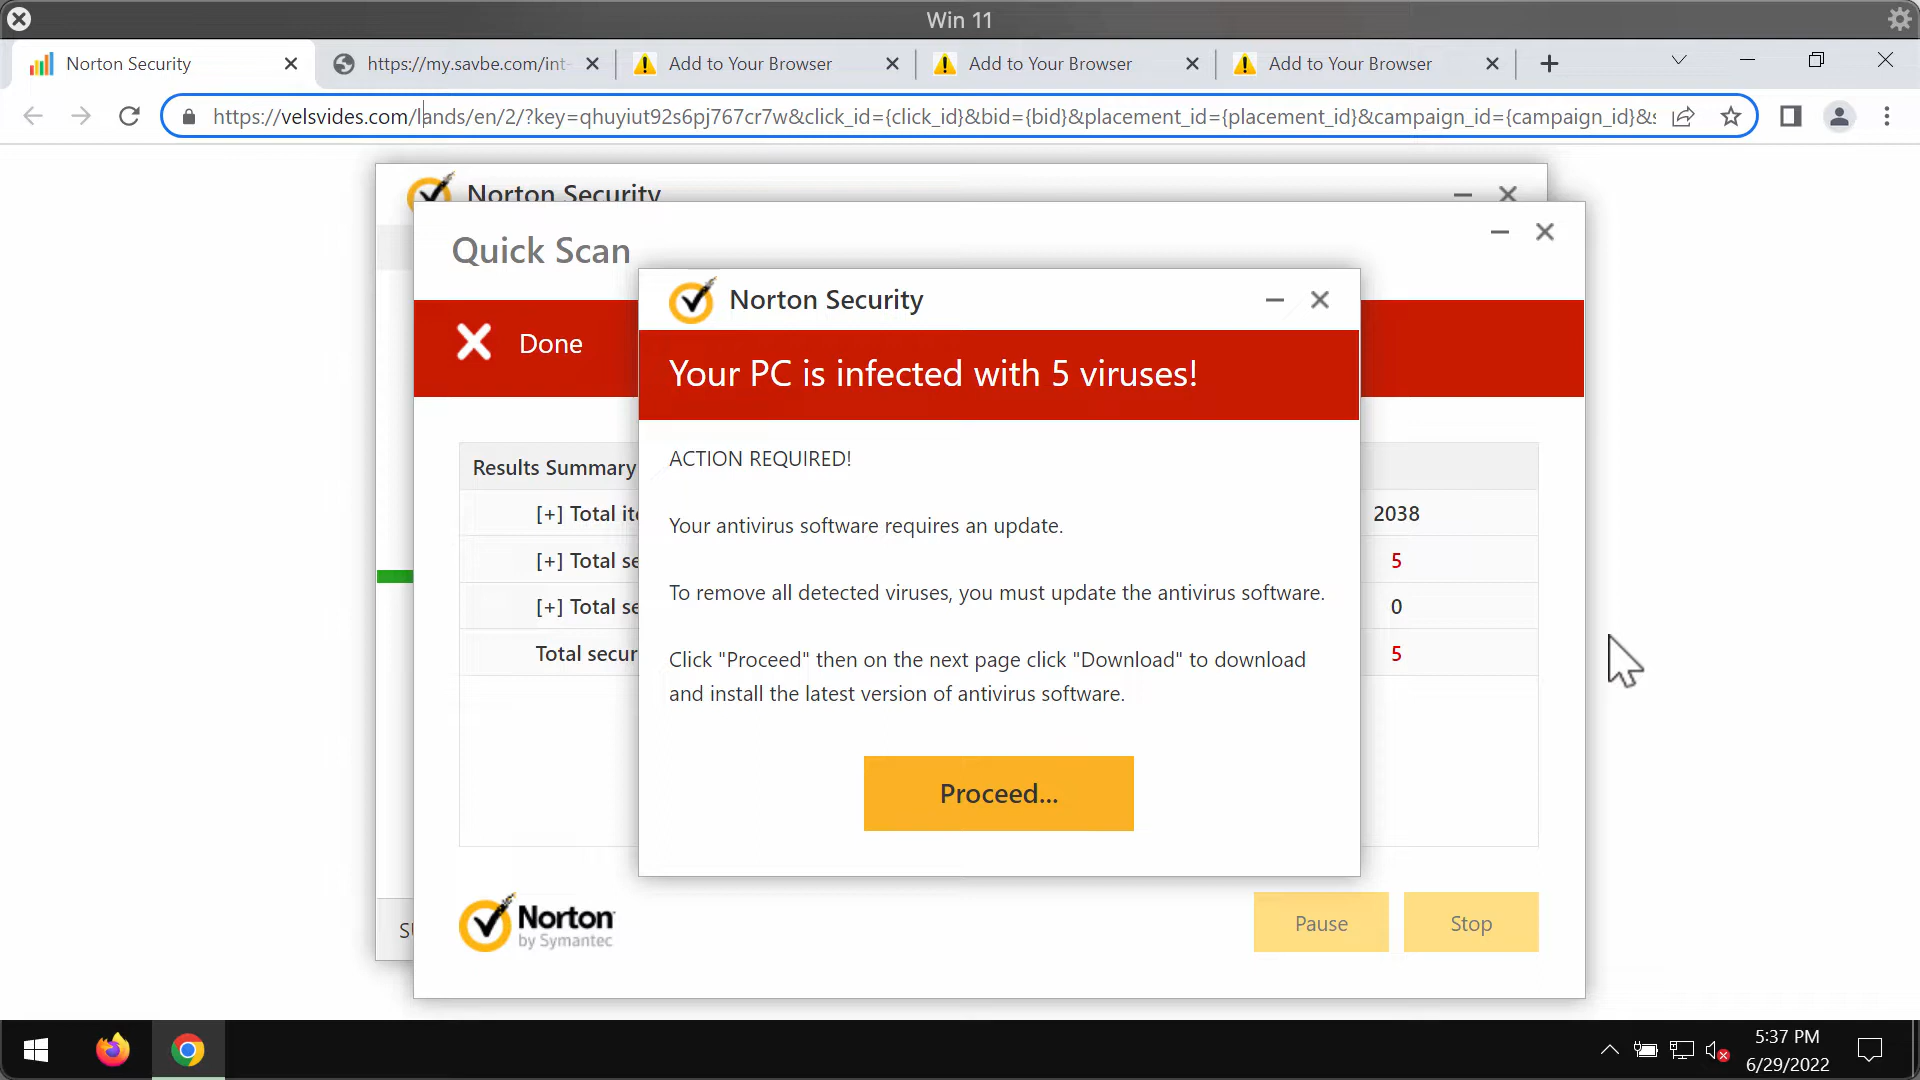 Win 11
Norton Security
https://my.savbe.com/int-
Add to Your Browser
Add to Your Browser
Add to Your Browser
https://velsvides.com/lands/en/2/?key=qhuyiut92s6pj767cr7w&click_id={click_id}&bid={bid}&placement_id={placement_id}&campaign_id={campaign_id}&s
Norton Security
Quick Scan
Norton Security
Done
Your PC is infected with 5 viruses!
ACTION REQUIRED!
Results Summary
[+] Total ite
2038
Your antivirus software requires an update.
[+] Total se
5
To remove all detected viruses, you must update the antivirus software.
[+] Total se
0
Total secur
5
Click "Proceed" then on the next page click "Download" to download
and install the latest version of antivirus software.
Proceed...
Norton
by Symantec
Pause
Stop
5:37 PM
6/29/2022